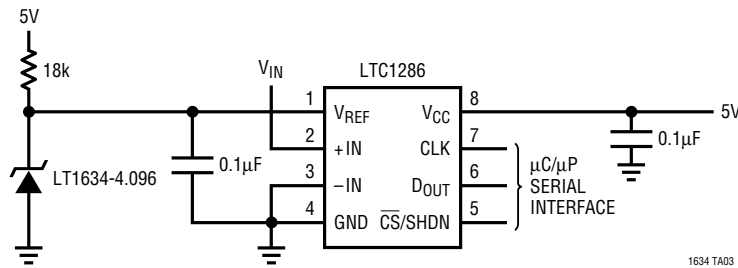 5V
18k
VIN
LTC1286
1
VREF
VCC
8
5V
2
+IN
CLK
7
0.1μF
LT1634-4.096
0.1μF
3
–IN
DOUT
6
μC/μP
SERIAL
INTERFACE
4
GND
CS/SHDN
5
1634 TA03